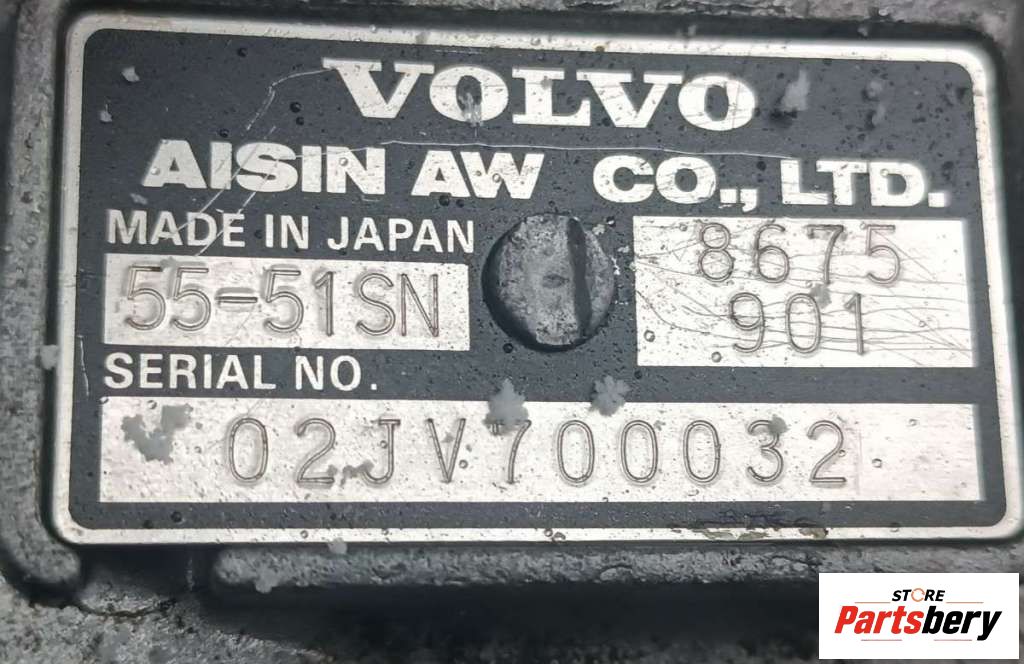 VOLVO
AISIN AW CO., LTD.
MADE IN JAPAN
55-51SN
8675
901
SERIAL NO.
02JV700032
STORE
Partsbery